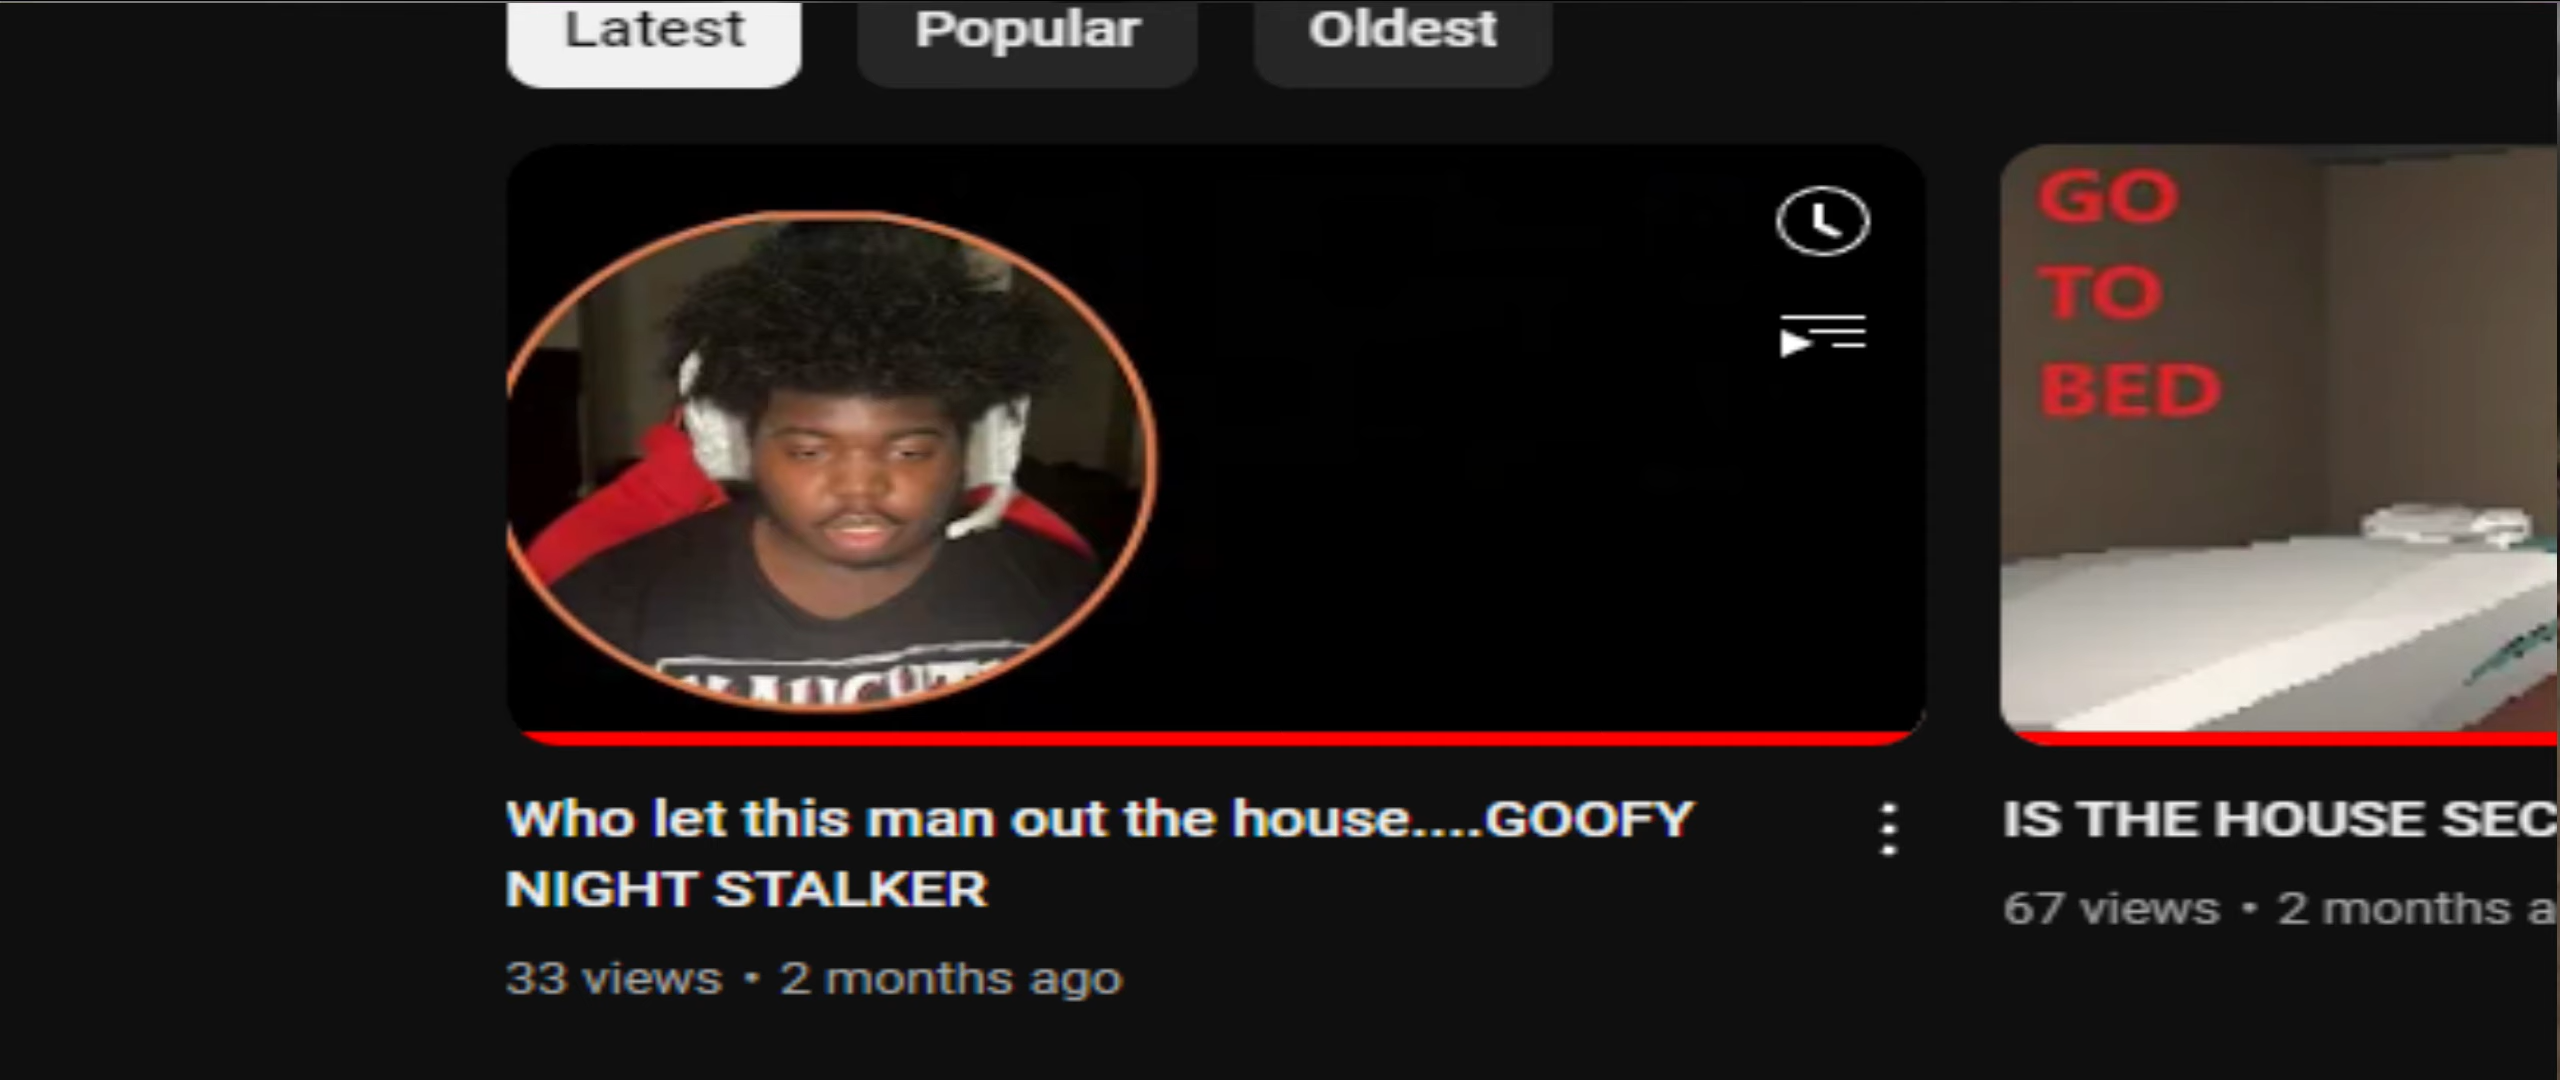 Latest Popular Oldest
GO
TO
BED
Who let this man out the house....GOOFY
NIGHT STALKER
33 views • 2 months ago
IS THE HOUSE
67 views • 2 months